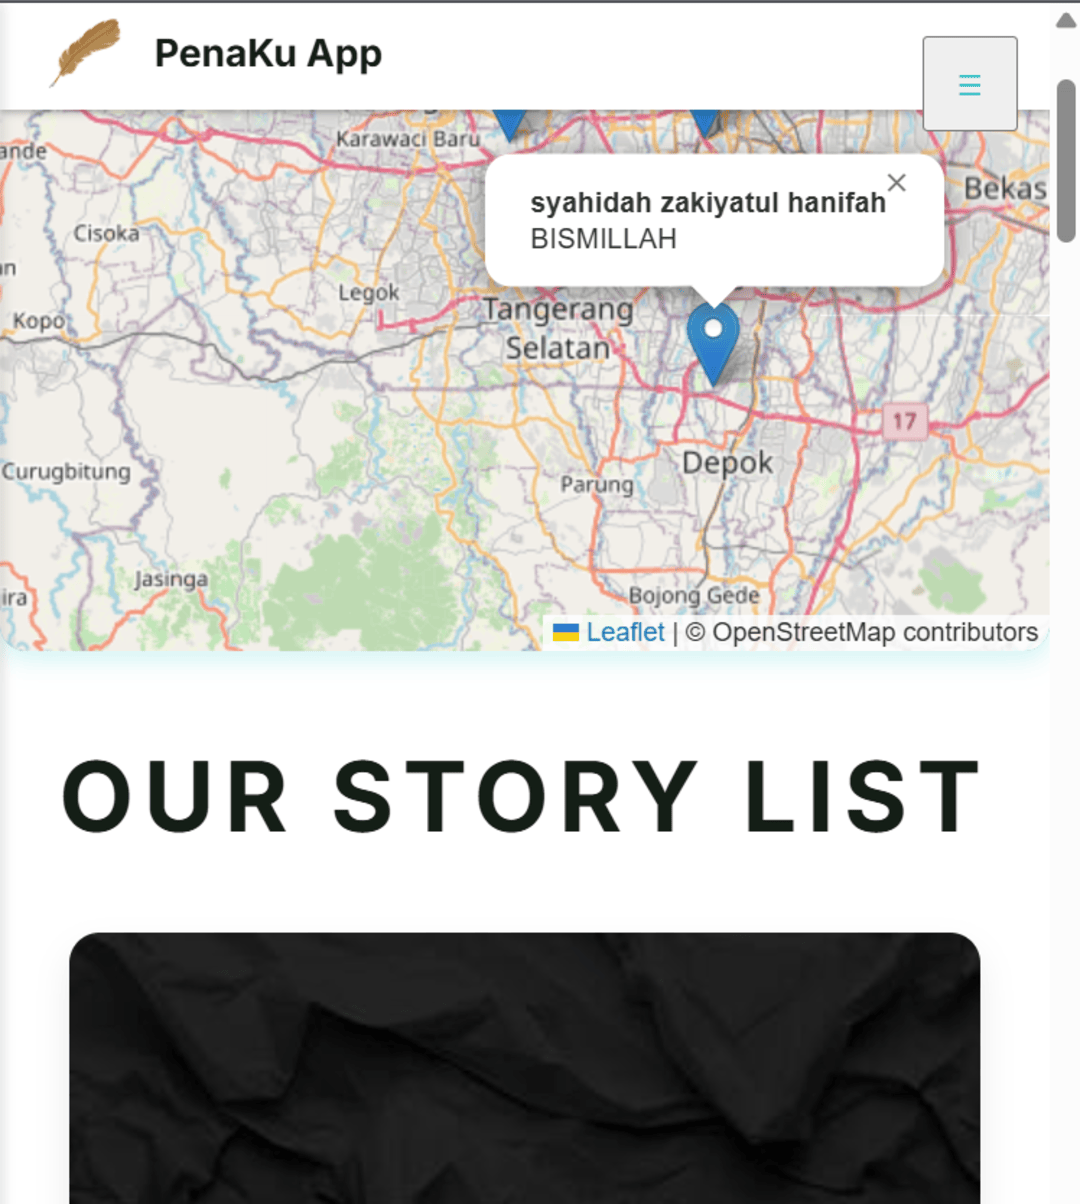 PenaKu App
☰
Karawaci Baru
ande
Bekas
syahidah zakiyatul hanifah ×
BISMILLAH
Cisoka
an
Legok
Kopo
Tangerang
Selatan
17
Depok
Curugbitung
Parung
Jasinga
ira
Bojong Gede
Leaflet | © OpenStreetMap contributors
OUR STORY LIST